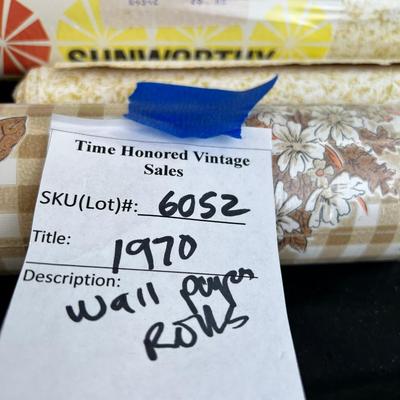 SUNWORTHY
Time Honored Vintage
Sales
SKU(Lot)#: 6052
Title: 1970
Description: Wall paper
Rolls